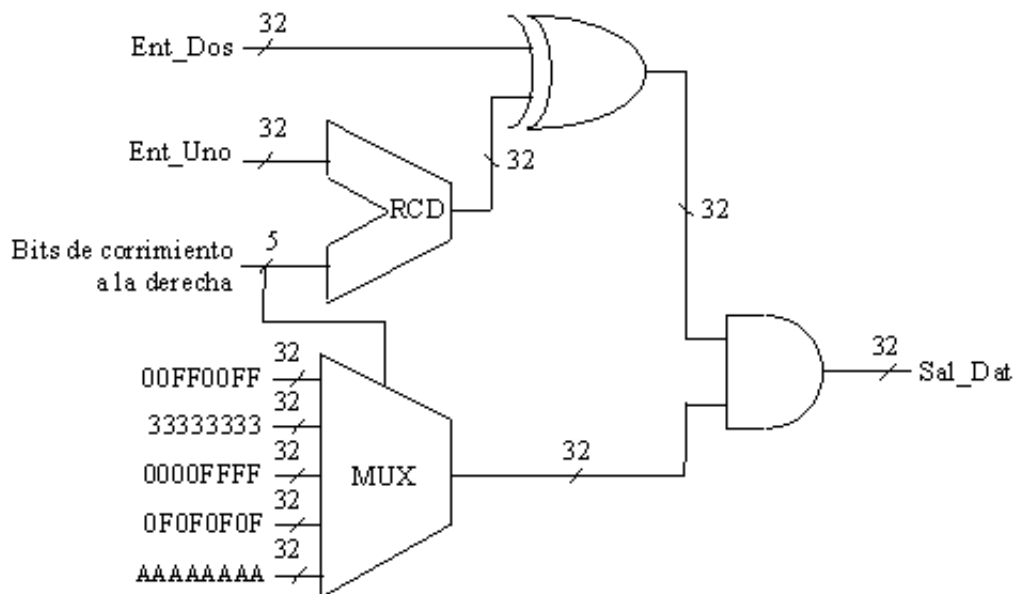 32
Ent_Dos
32
Ent_Uno
RCD
32
32
Bits de corrimiento
a la derecha
5
32
00FF00FF
32
33333333
32
0000FFFF
32
0F0F0F0F
32
AAAAAAAA
MUX
32
32
Sal_Dat